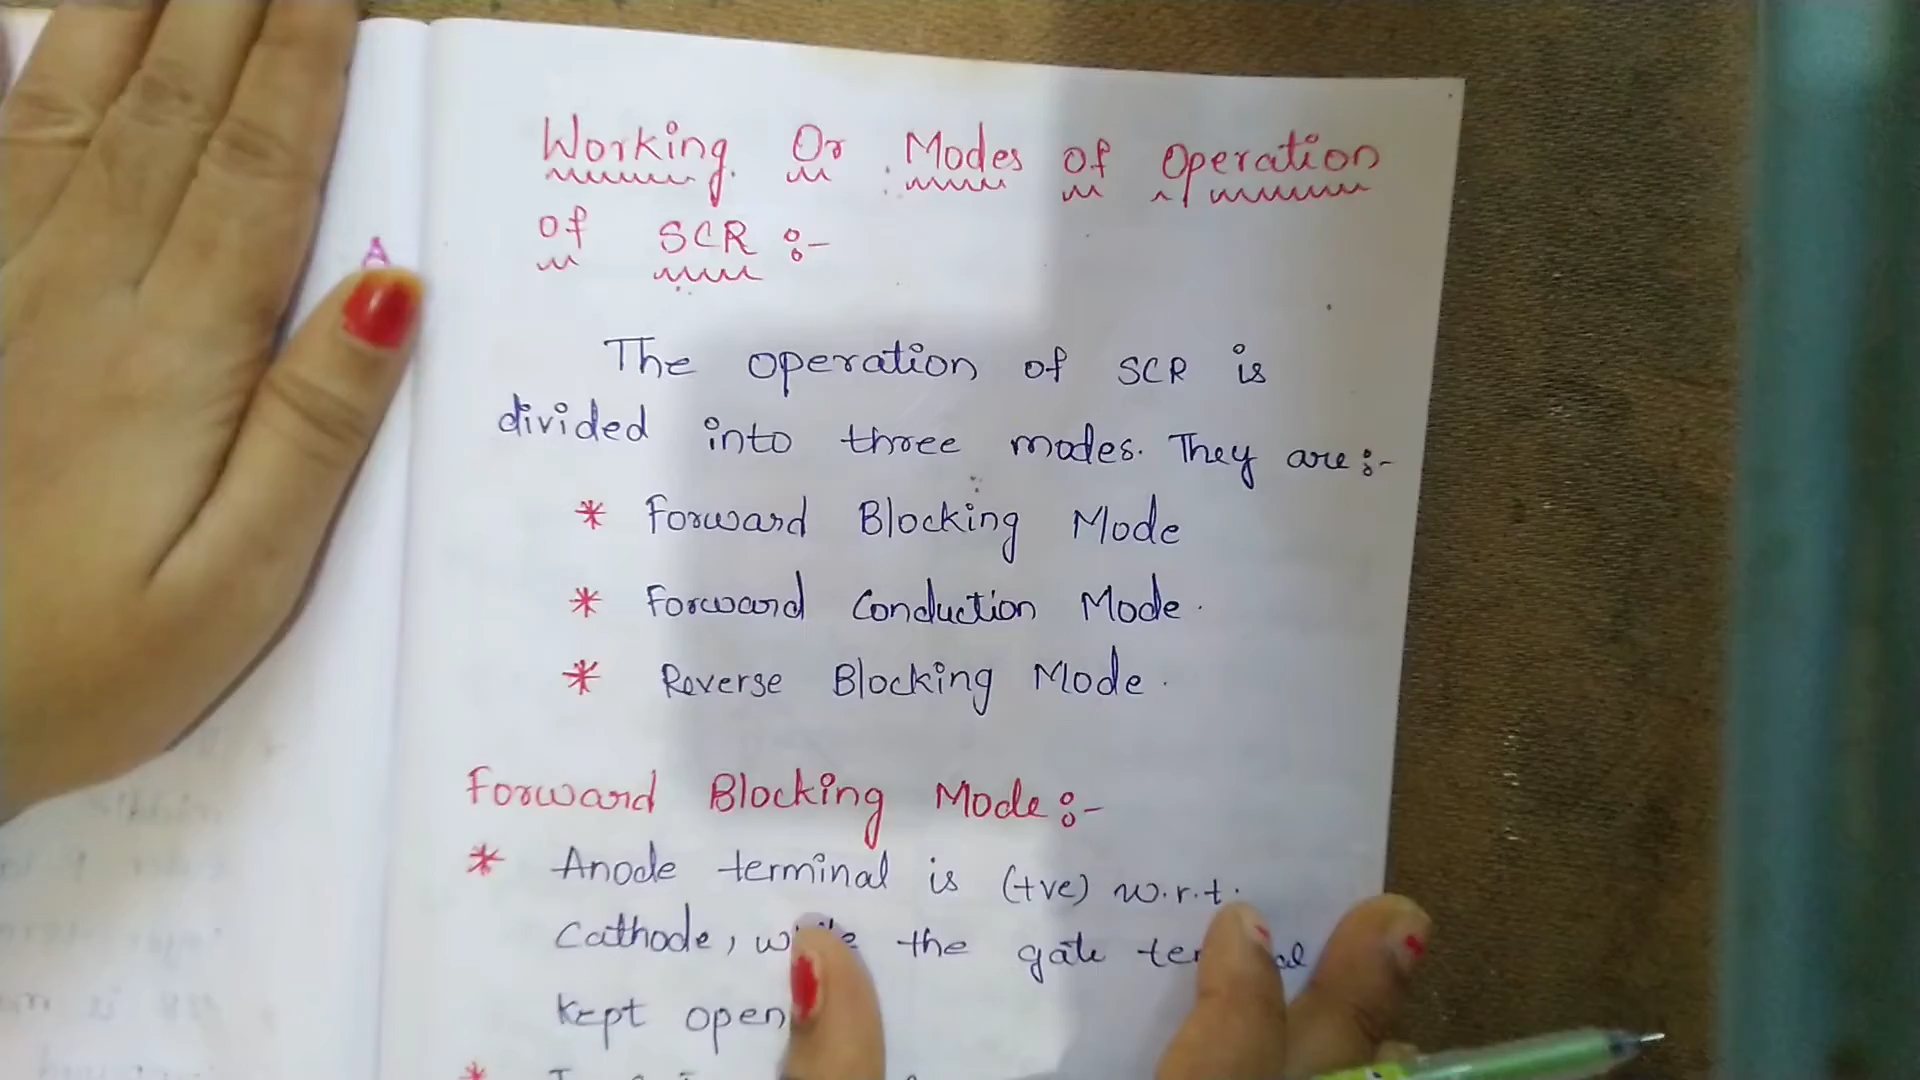 Working Or Modes Of Operation
of SCR :-
A
The operation of SCR is
divided into three modes. They are :-
* Forward Blocking Mode
* Forward Conduction Mode.
* Reverse Blocking Mode.
Forward Blocking Mode :-
* Anode terminal is (+ve) w.r.t.
Cathode, the gate
kept open
*